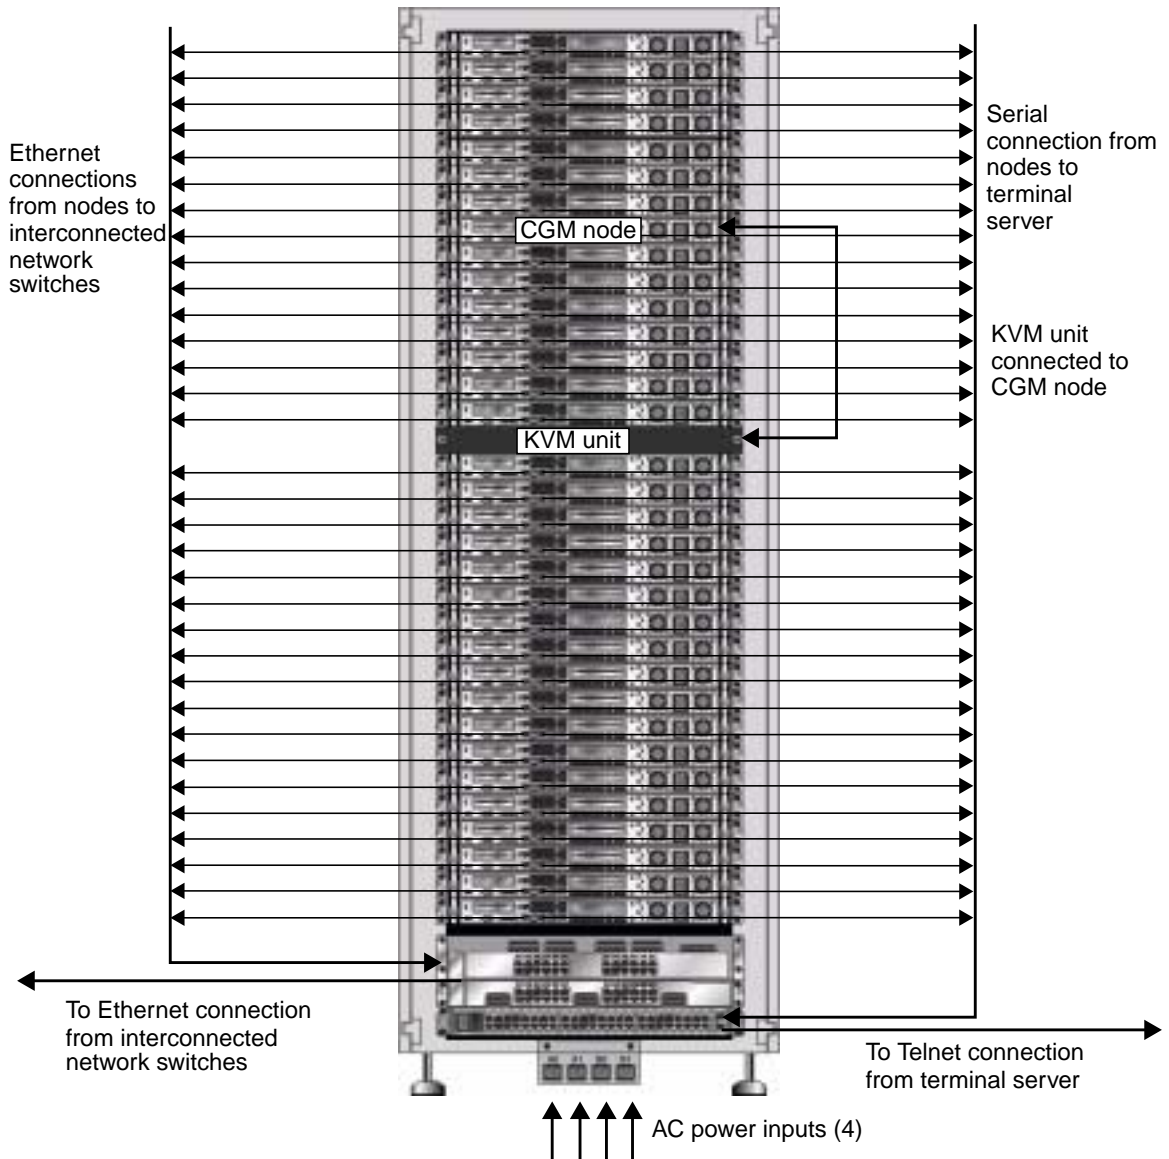 Ethernet
connections
from nodes to
interconnected
network
switches
Serial
connection from
nodes to
terminal
server
CGM node
KVM unit
connected to
CGM node
KVM unit
To Ethernet connection
from interconnected
network switches
To Telnet connection
from terminal server
AC power inputs (4)